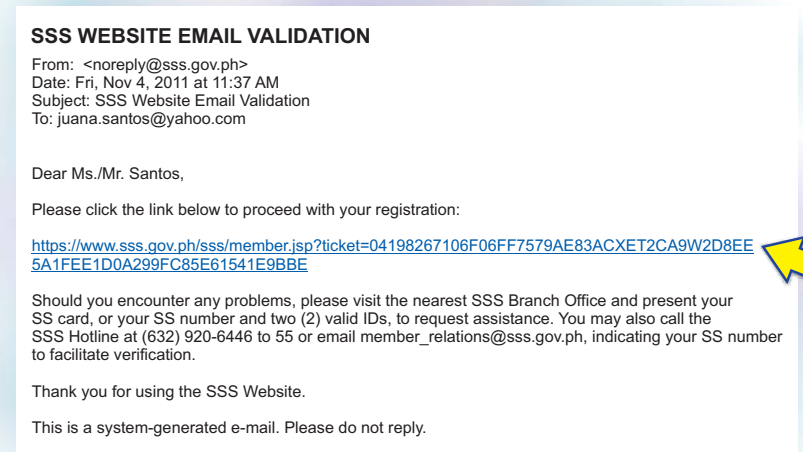 SSS WEBSITE EMAIL VALIDATION
From: <noreply@sss.gov.ph>
Date: Fri, Nov 4, 2011 at 11:37 AM
Subject: SSS Website Email Validation
To: juana.santos@yahoo.com
Dear Ms./Mr. Santos,
Please click the link below to proceed with your registration:
https://www.sss.gov.ph/sss/member.jsp?ticket=04198267106F06FF7579AE83ACXET2CA9W2D8EE
5A1FEE1D0A299FC85E61541E9BBE
Should you encounter any problems, please visit the nearest SSS Branch Office and present your
SS card, or your SS number and two (2) valid IDs, to request assistance. You may also call the
SSS Hotline at (632) 920-6446 to 55 or email member_relations@sss.gov.ph, indicating your SS number
to facilitate verification.
Thank you for using the SSS Website.
This is a system-generated e-mail. Please do not reply.